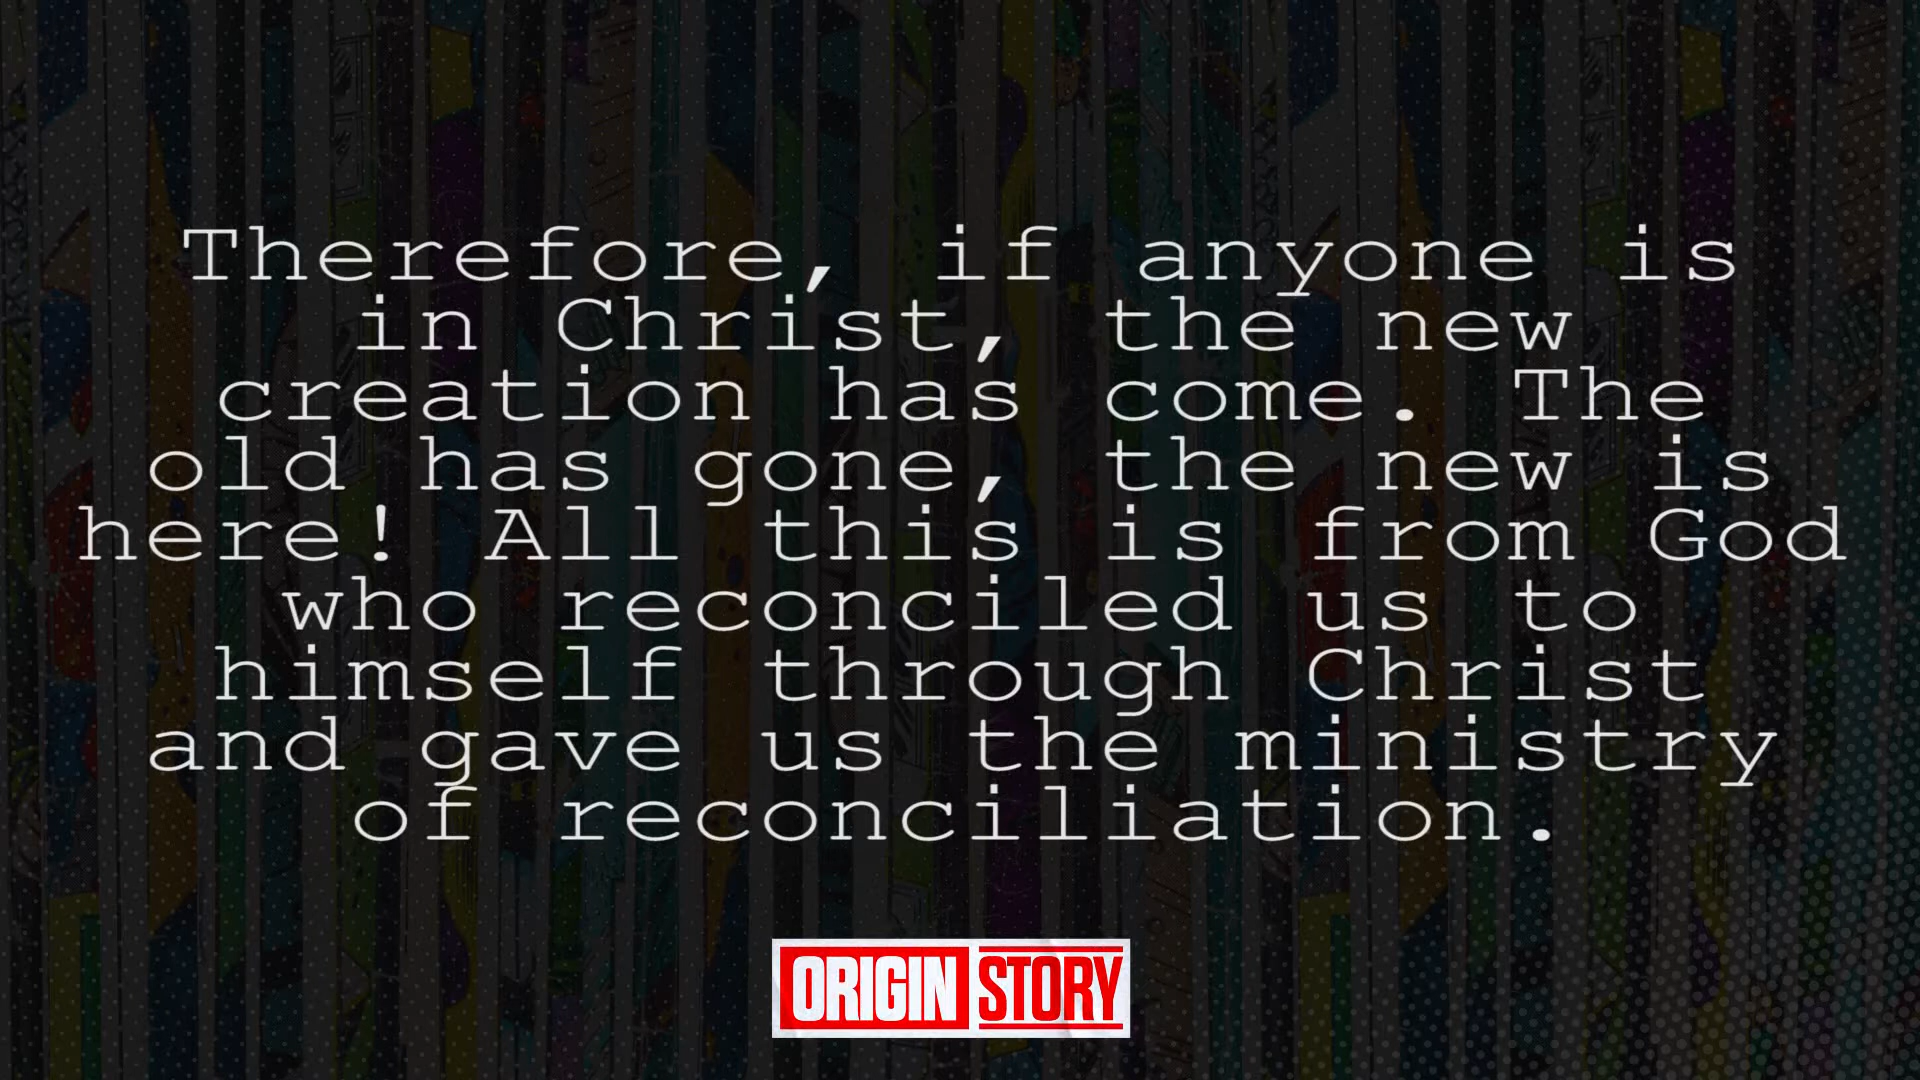 Therefore, if anyone is
in Christ, the new
creation has come. The
old has gone, the new is
here! All this is from God
who reconciled us to
himself through Christ
and gave us the ministry
of reconciliation.
ORIGIN STORY